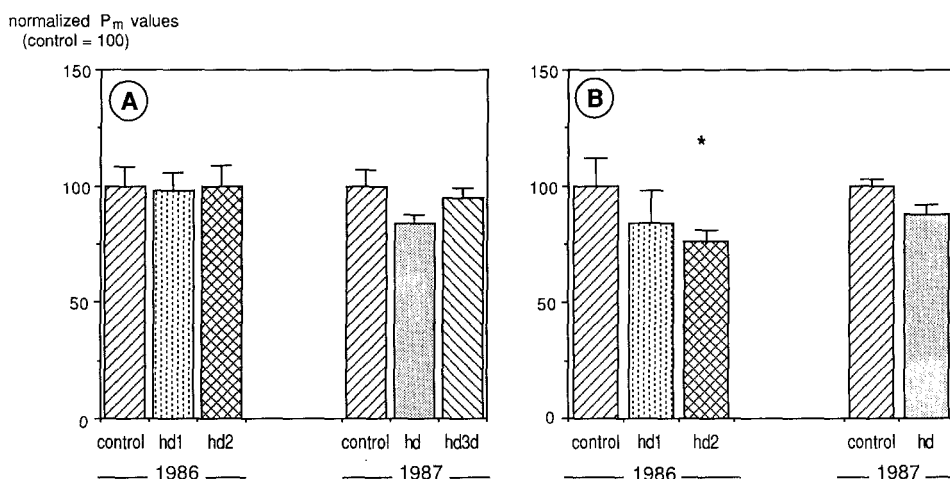 normalized Pm values
(control = 100)
150
100
50
0
A
control hd1 hd2 control hd hd3d
1986 1987
150
100
50
0
B
*
control hd1 hd2 control hd
1986 1987